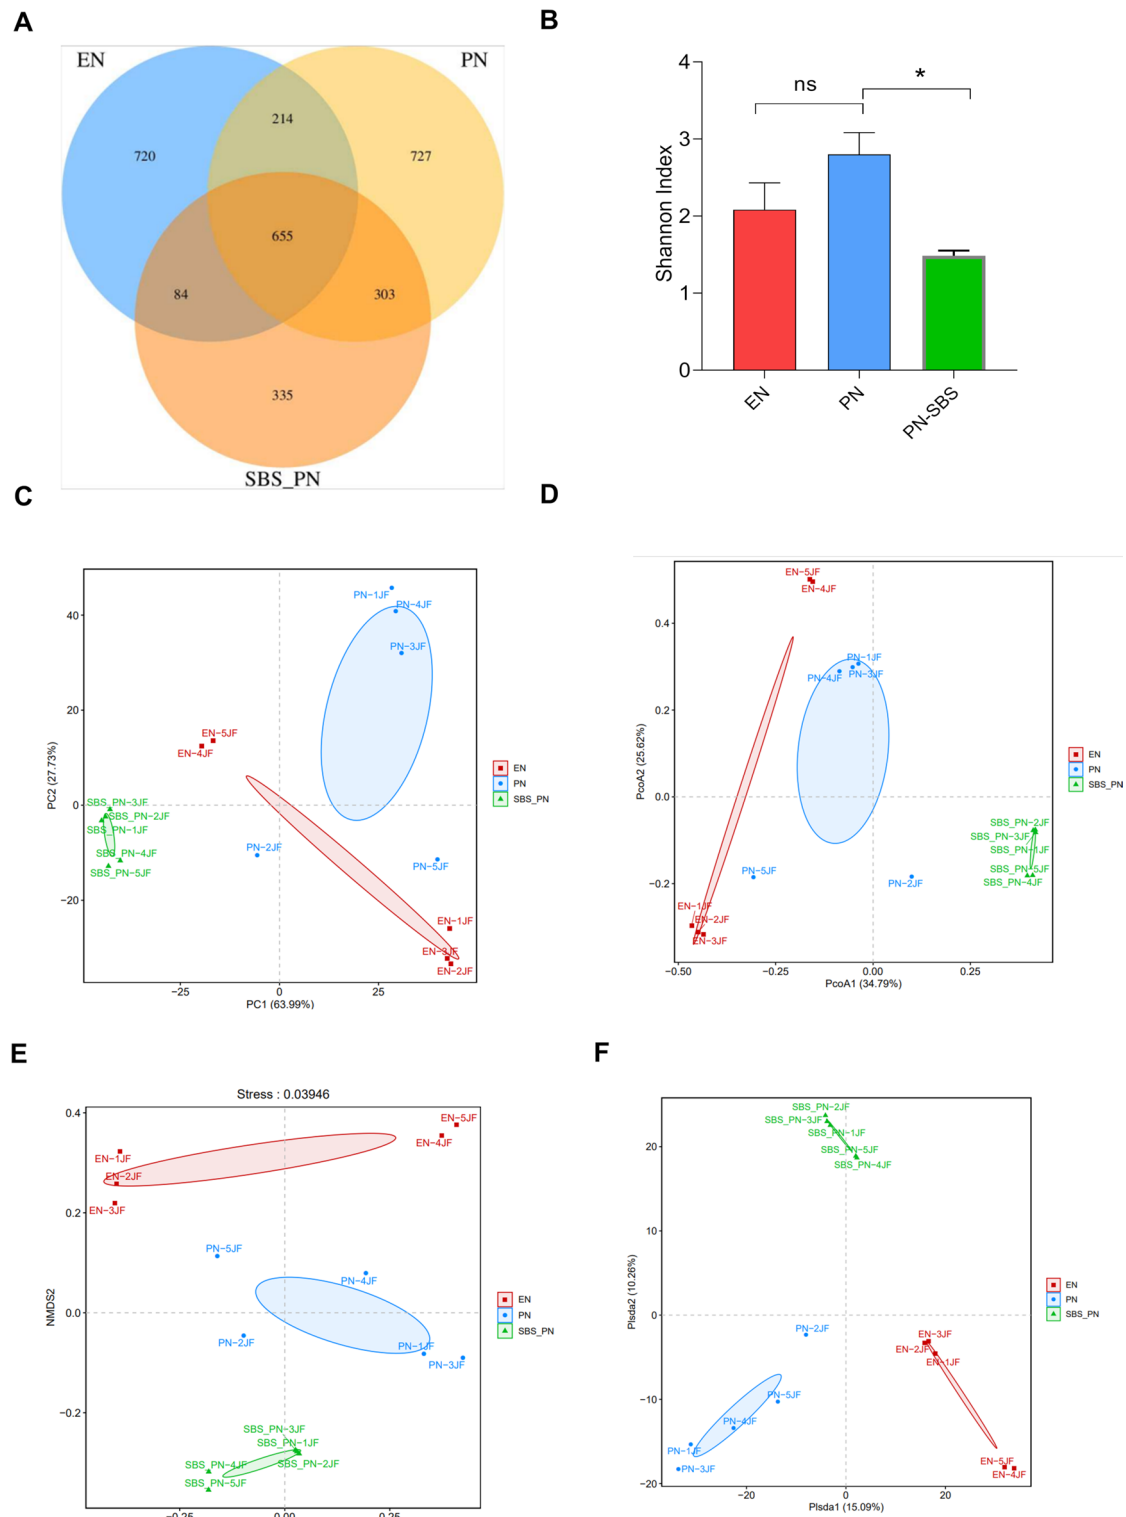 A
EN
PN
214
720
727
655
84
303
335
SBS_PN
B
4
3
2
1
0
Shannon Index
ns
*
EN
PN
PN-SBS
C
PN−1JF
PN−4JF
PN−3JF
EN−5JF
EN−4JF
SBS_PN−3JF
SBS_PN−2JF
SBS_PN−1JF
SBS_PN−4JF
SBS_PN−5JF
PN−2JF
PN−5JF
EN−1JF
EN−3JF
EN−2JF
40
20
0
−20
PC2 (27.73%)
−25
0
25
PC1 (63.99%)
EN
PN
SBS_PN
D
EN−5JF
EN−4JF
PN−1JF
PN−4JF
PN−3JF
SBS_PN−2JF
SBS_PN−3JF
SBS_PN−1JF
SBS_PN−5JF
SBS_PN−4JF
PN−5JF
PN−2JF
EN−1JF
EN−2JF
EN−3JF
0.4
0.2
0.0
−0.2
PcoA2 (25.62%)
−0.50
−0.25
0.00
0.25
PcoA1 (34.79%)
EN
PN
SBS_PN
E
Stress : 0.03946
EN−5JF
EN−4JF
EN−1JF
EN−2JF
EN−3JF
PN−5JF
PN−4JF
PN−2JF
PN−1JF
PN−3JF
SBS_PN−3JF
SBS_PN−1JF
SBS_PN−2JF
SBS_PN−4JF
SBS_PN−5JF
0.4
0.2
0.0
−0.2
NMDS2
−0.25
0.00
0.25
EN
PN
SBS_PN
F
SBS_PN−2JF
SBS_PN−3JF
SBS_PN−1JF
SBS_PN−5JF
SBS_PN−4JF
PN−2JF
EN−3JF
EN−2JF
EN−1JF
PN−5JF
PN−4JF
PN−1JF
PN−3JF
EN−5JF
EN−4JF
20
10
0
−10
−20
Plsda2 (10.26%)
−20
0
20
Plsda1 (15.09%)
EN
PN
SBS_PN